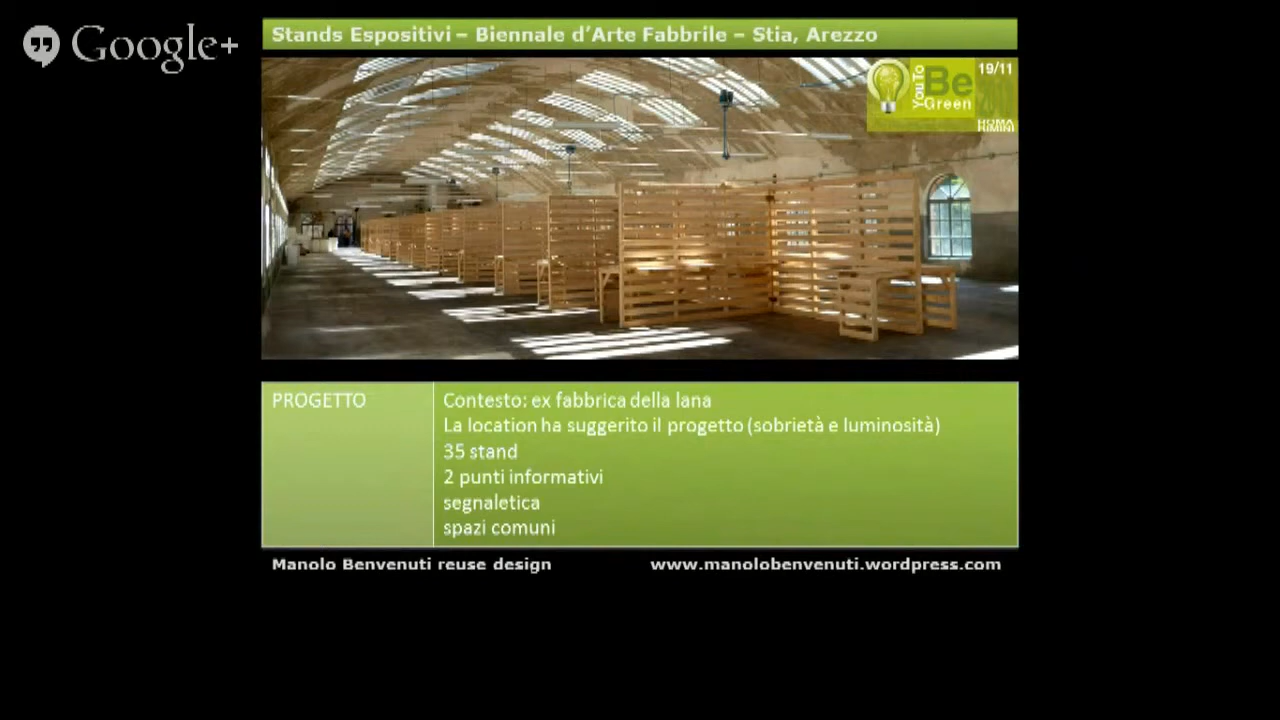 Google+
Stands Espositivi – Biennale d'Arte Fabbrile – Stia, Arezzo
YouTo
Be
Green
19/11
PROGETTO
Contesto: ex fabbrica della lana
La location ha suggerito il progetto (sobrietà e luminosità)
35 stand
2 punti informativi
segnaletica
spazi comuni
Manolo Benvenuti reuse design
www.manolobenvenuti.wordpress.com